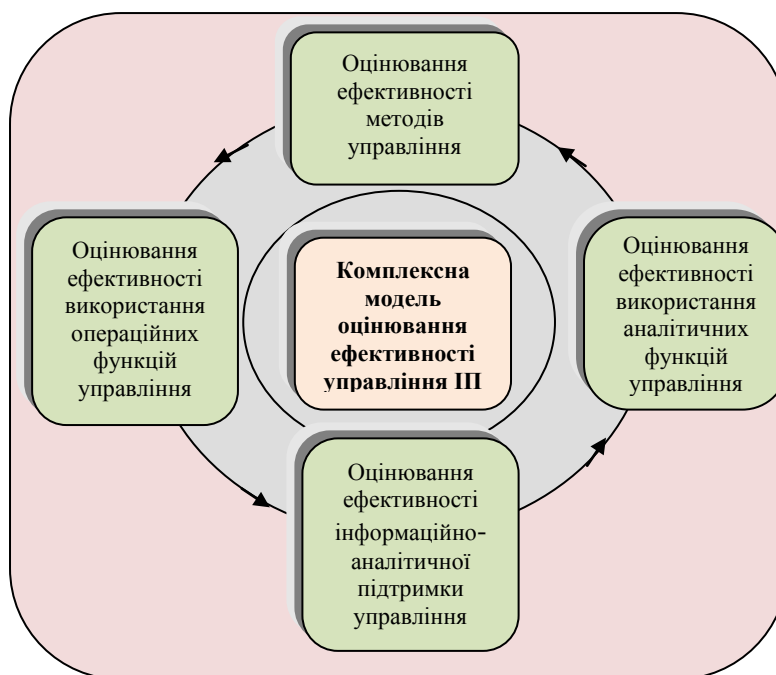 Оцінювання
ефективності
методів
управління
Оцінювання
ефективності
використання
операційних
функцій
управління
Комплексна
модель
оцінювання
ефективності
управління ІП
Оцінювання
ефективності
використання
аналітичних
функцій
управління
Оцінювання
ефективності
інформаційно-
аналітичної
підтримки
управління